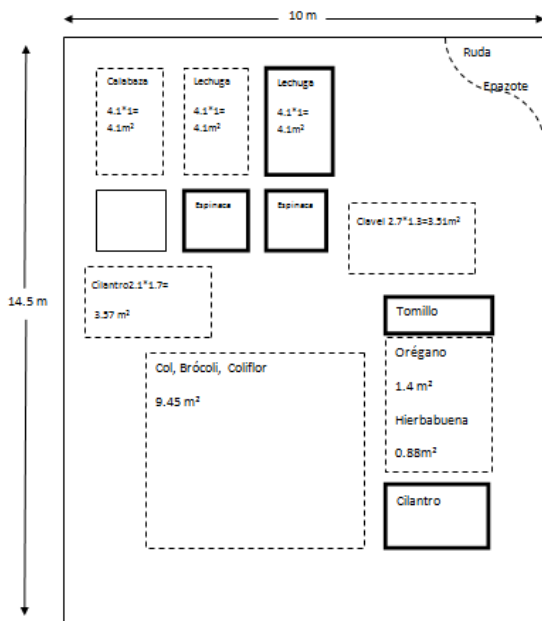 10 m
Ruda
Epazote
Calabaza
4.1*1=
4.1m²
Lechuga
4.1*1=
4.1m²
Lechuga
4.1*1=
4.1m²
Espinaca
Espinaca
Clavel 2.7*1.3=3.51m²
Cilantro2.1*1.7=
3.57 m²
14.5 m
Tomillo
Orégano
1.4 m²
Hierbabuena
0.88m²
Col, Brócoli, Coliflor
9.45 m²
Cilantro